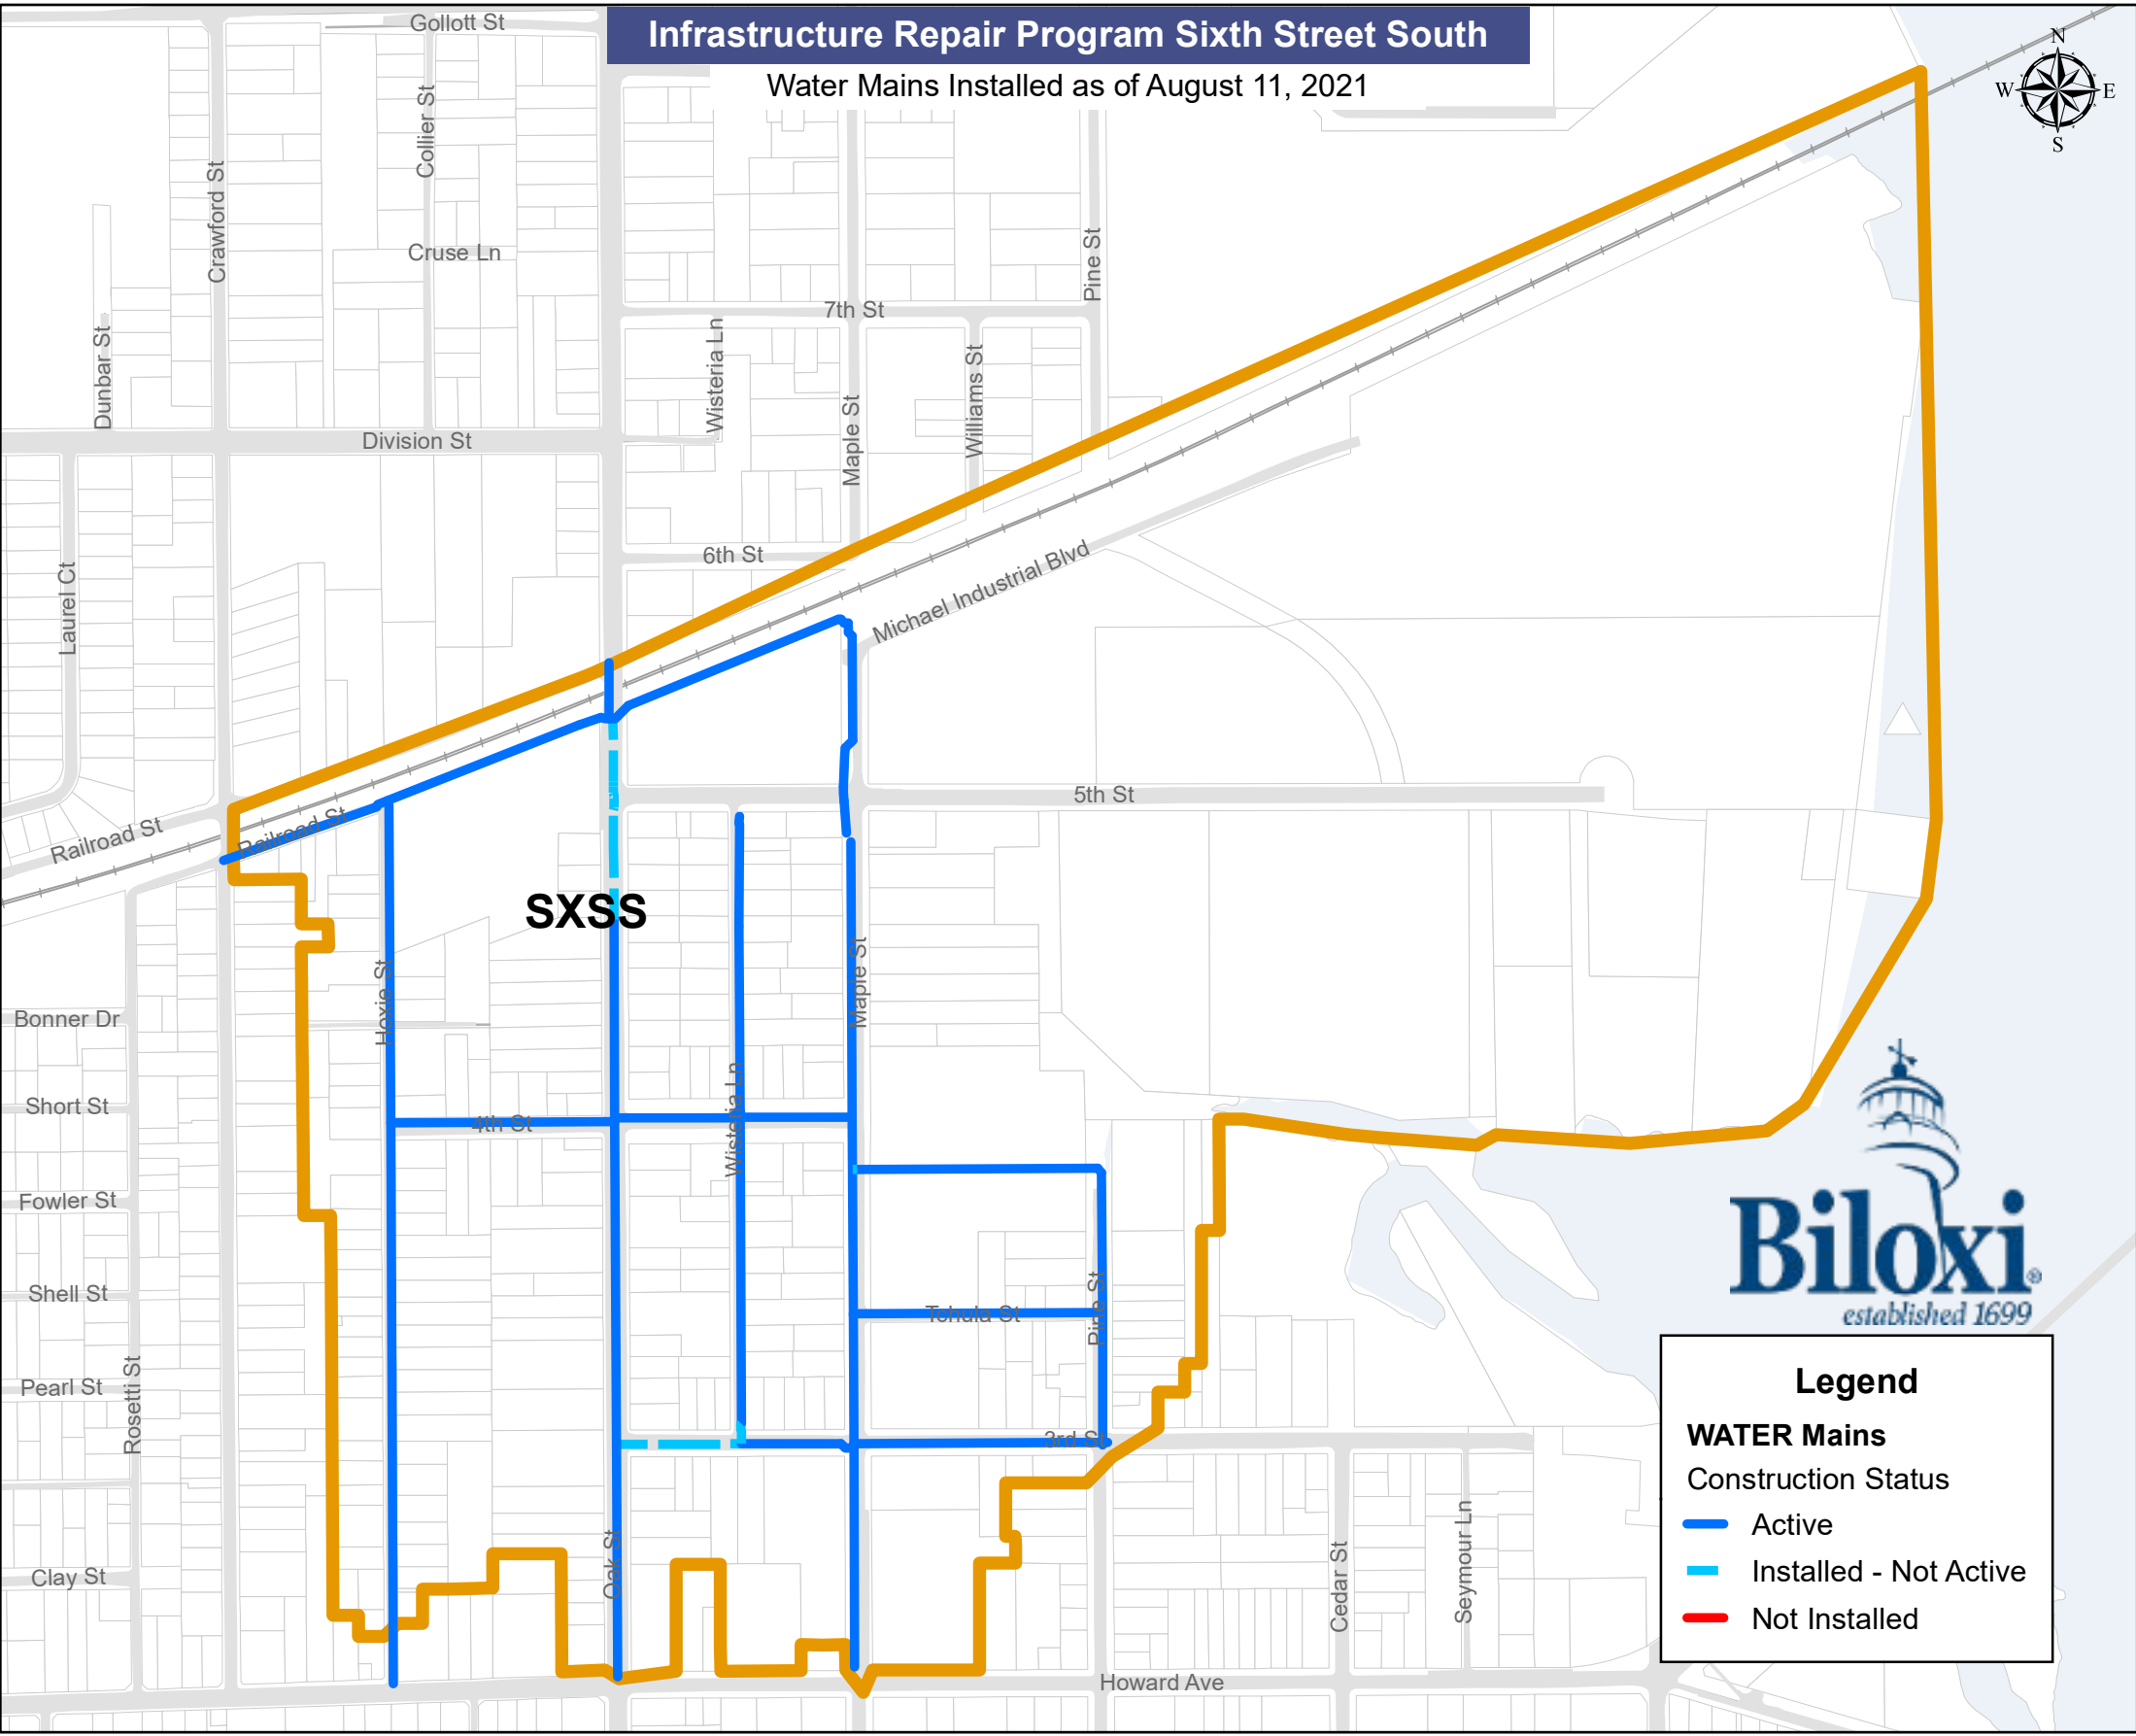 Infrastructure Repair Program Sixth Street South
Water Mains Installed as of August 11, 2021
N
W E
S
Gollott St
Collier St
Crawford St
Cruse Ln
Pine St
7th St
Dunbar St
Wisteria Ln
Williams St
Maple St
Division St
6th St
Laurel Ct
Michael Industrial Blvd
5th St
Railroad St
Railroad St
SXSS
Hoxie St
Maple St
Bonner Dr
Short St
4th St
Wisteria Ln
Fowler St
Shell St
Tchula St
Pine St
Pearl St
Rosetti St
3rd St
Oak St
Clay St
Cedar St
Seymour Ln
Howard Ave
Biloxi®
established 1699
Legend
WATER Mains
Construction Status
Active
Installed - Not Active
Not Installed